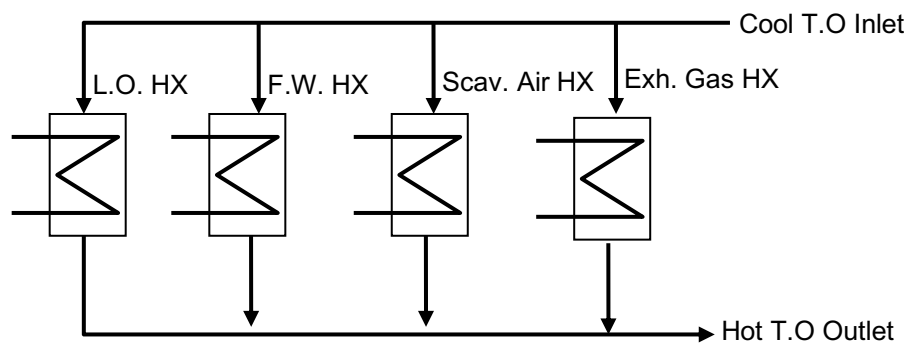 Cool T.O Inlet
L.O. HX
F.W. HX
Scav. Air HX
Exh. Gas HX
Hot T.O Outlet